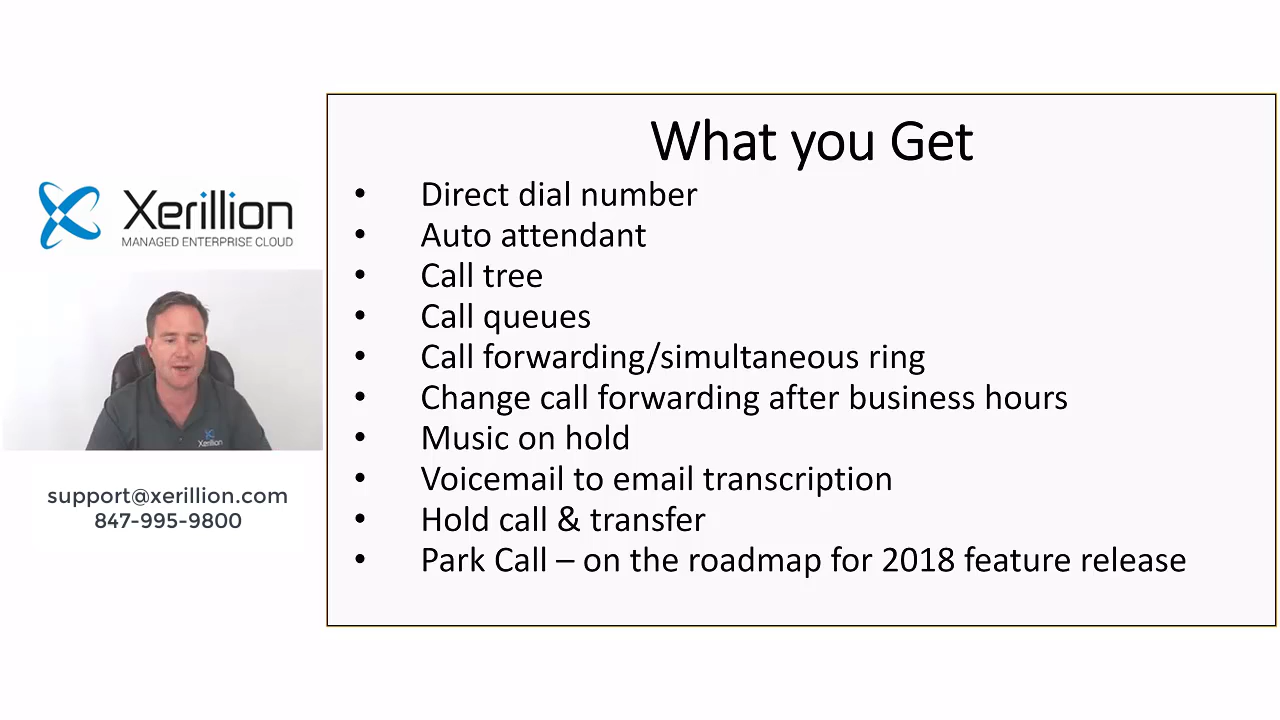 Xerillion
MANAGED ENTERPRISE CLOUD
Xerillion
support@xerillion.com
847-995-9800
What you Get
• Direct dial number
• Auto attendant
• Call tree
• Call queues
• Call forwarding/simultaneous ring
• Change call forwarding after business hours
• Music on hold
• Voicemail to email transcription
• Hold call & transfer
• Park Call – on the roadmap for 2018 feature release